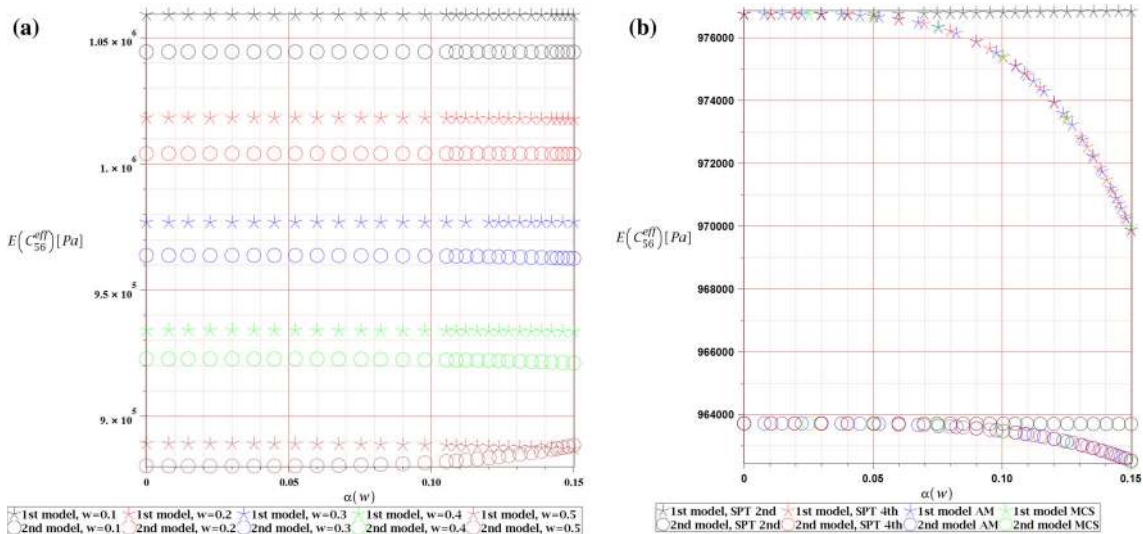 (a)
1.05 × 10⁶
1. × 10⁶
E(C₅₆ᵉᶠᶠ)[Pa]
9.5 × 10⁵
9. × 10⁵
0 0.05 0.10 0.15
α(w)
1st model, w=0.1 1st model, w=0.2 1st model, w=0.3 1st model, w=0.4 1st model, w=0.5
2nd model, w=0.1 2nd model, w=0.2 2nd model, w=0.3 2nd model, w=0.4 2nd model, w=0.5
(b)
976000
974000
972000
970000
E(C₅₆ᵉᶠᶠ)[Pa]
968000
966000
964000
0 0.05 0.10 0.15
α(w)
1st model, SPT 2nd 1st model, SPT 4th 1st model AM 1st model MCS
2nd model, SPT 2nd 2nd model, SPT 4th 2nd model AM 2nd model MCS